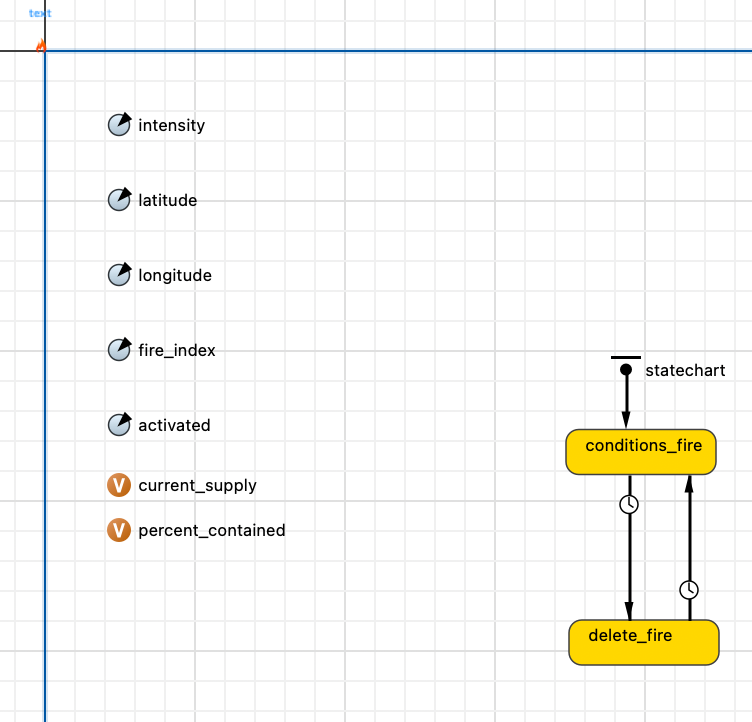 text
intensity
latitude
longitude
fire_index
statechart
activated
conditions_fire
V current_supply
V percent_contained
delete_fire